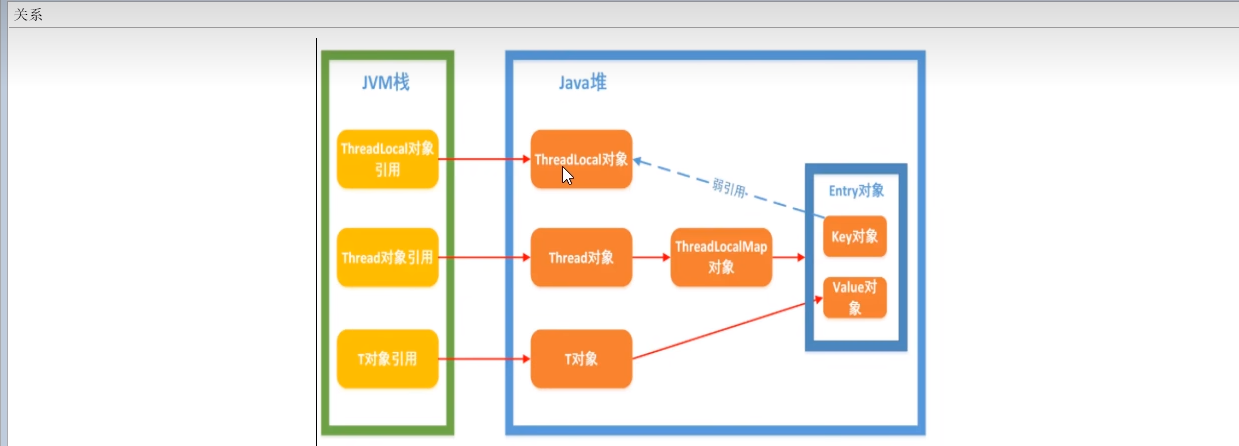 关系
JVM栈
Java堆
ThreadLocal对象
引用
ThreadLocal对象
弱引用
Entry对象
Key对象
Thread对象引用
Thread对象
ThreadLocalMap
对象
Value对
象
T对象引用
T对象